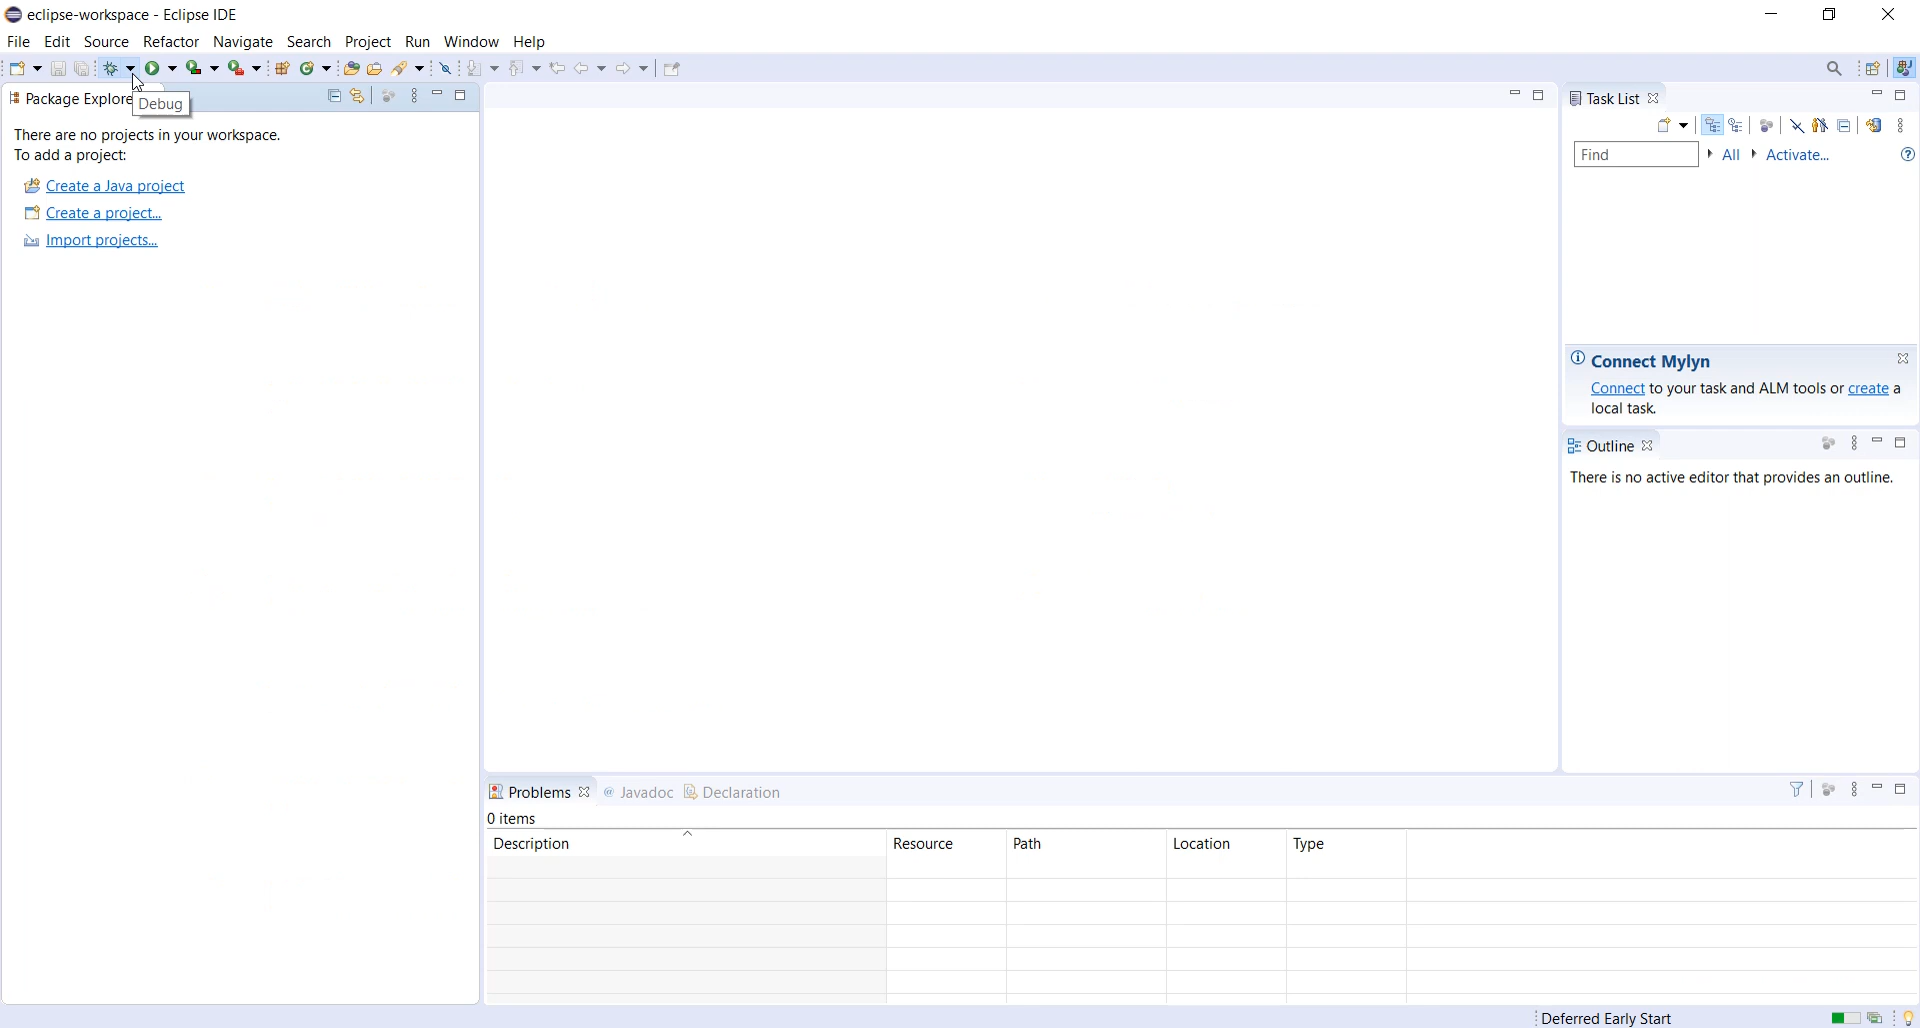 eclipse-workspace - Eclipse IDE
File Edit Source Refactor Navigate Search Project Run Window Help
Package Explore
Debug
There are no projects in your workspace.
To add a project:
Create a Java project
Create a project...
Import projects...
Task List
Find All Activate...
Connect Mylyn
Connect to your task and ALM tools or create a
local task.
Outline
There is no active editor that provides an outline.
Problems @ Javadoc Declaration
0 items
Description Resource Path Location Type
Deferred Early Start